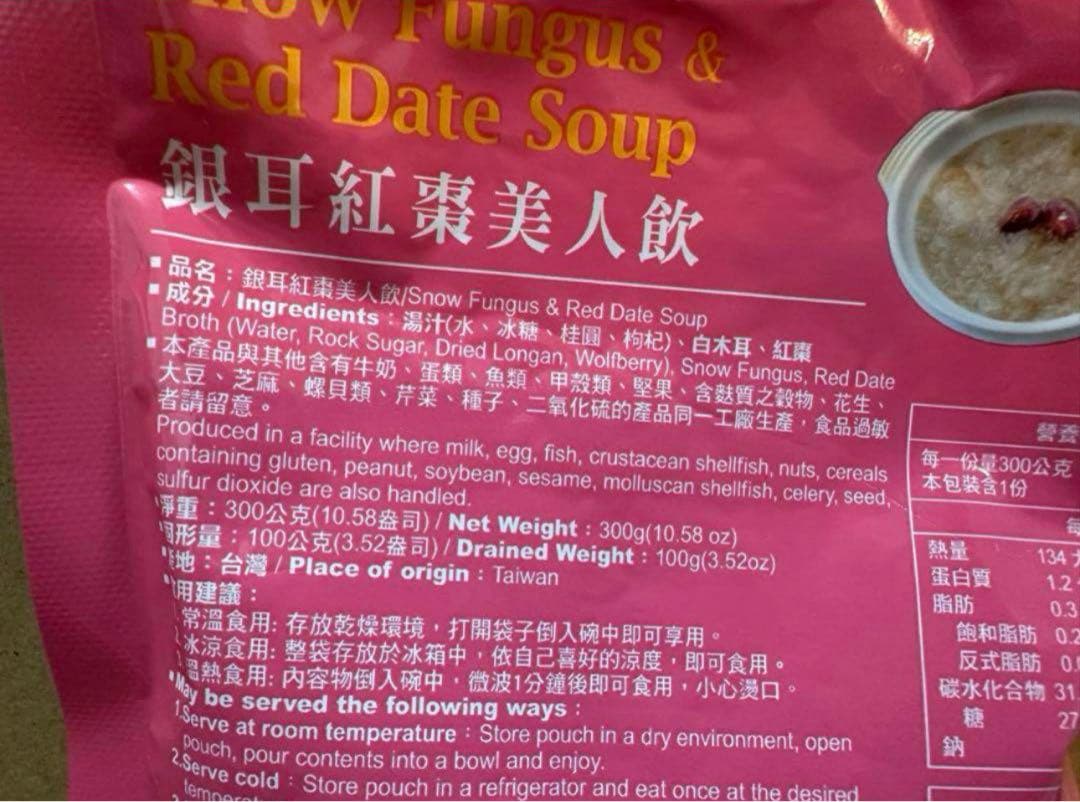 Snow Fungus &
Red Date Soup
銀耳紅棗美人飲
▪品名：銀耳紅棗美人飲/Snow Fungus & Red Date Soup
▪成分 / Ingredients：湯汁(水、冰糖、桂圓、枸杞)、白木耳、紅棗
Broth (Water, Rock Sugar, Dried Longan, Wolfberry), Snow Fungus, Red Date
▪本產品與其他含有牛奶、蛋類、魚類、甲殼類、堅果、含麩質之穀物、花生、
大豆、芝麻、螺貝類、芹菜、種子、二氧化硫的產品同一工廠生產，食品過敏
者請留意。
Produced in a facility where milk, egg, fish, crustacean shellfish, nuts, cereals
containing gluten, peanut, soybean, sesame, molluscan shellfish, celery, seed,
sulfur dioxide are also handled.
淨重：300公克(10.58盎司) / Net Weight：300g(10.58 oz)
固形量：100公克(3.52盎司) / Drained Weight：100g(3.52oz)
產地：台灣 / Place of origin：Taiwan
食用建議：
常溫食用: 存放乾燥環境，打開袋子倒入碗中即可享用。
冰涼食用: 整袋存放於冰箱中，依自己喜好的涼度，即可食用。
溫熱食用: 內容物倒入碗中，微波1分鐘後即可食用，小心燙口。
▪May be served the following ways：
1.Serve at room temperature：Store pouch in a dry environment, open
pouch, pour contents into a bowl and enjoy.
2.Serve cold：Store pouch in a refrigerator and eat once at the desired
營養
每一份量300公克
本包裝含1份
每
熱量 134
蛋白質 1.2
脂肪 0.3
飽和脂肪 0.2
反式脂肪
碳水化合物 31
糖 27
鈉